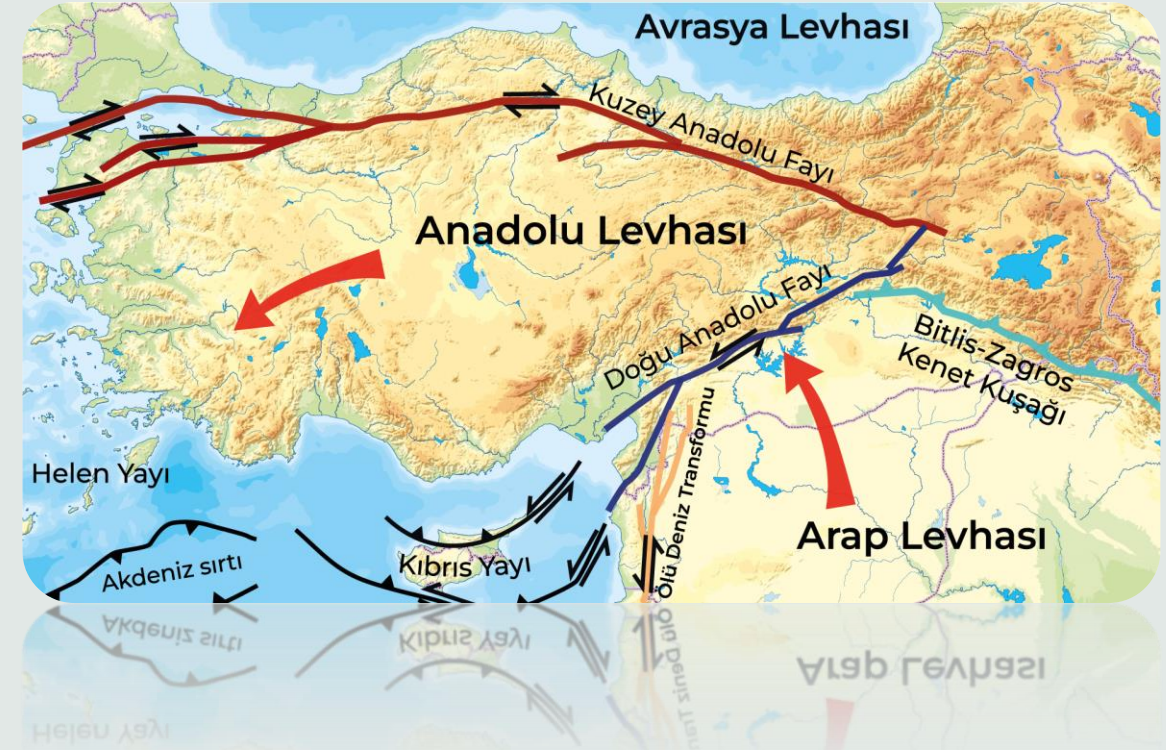 Avrasya Levhası
Kuzey Anadolu Fayı
Anadolu Levhası
Doğu Anadolu Fayı
Bitlis-Zagros
Kenet Kuşağı
Helen Yayı
Ölü Deniz Transformu
Arap Levhası
Akdeniz sırtı
Kıbrıs Yayı